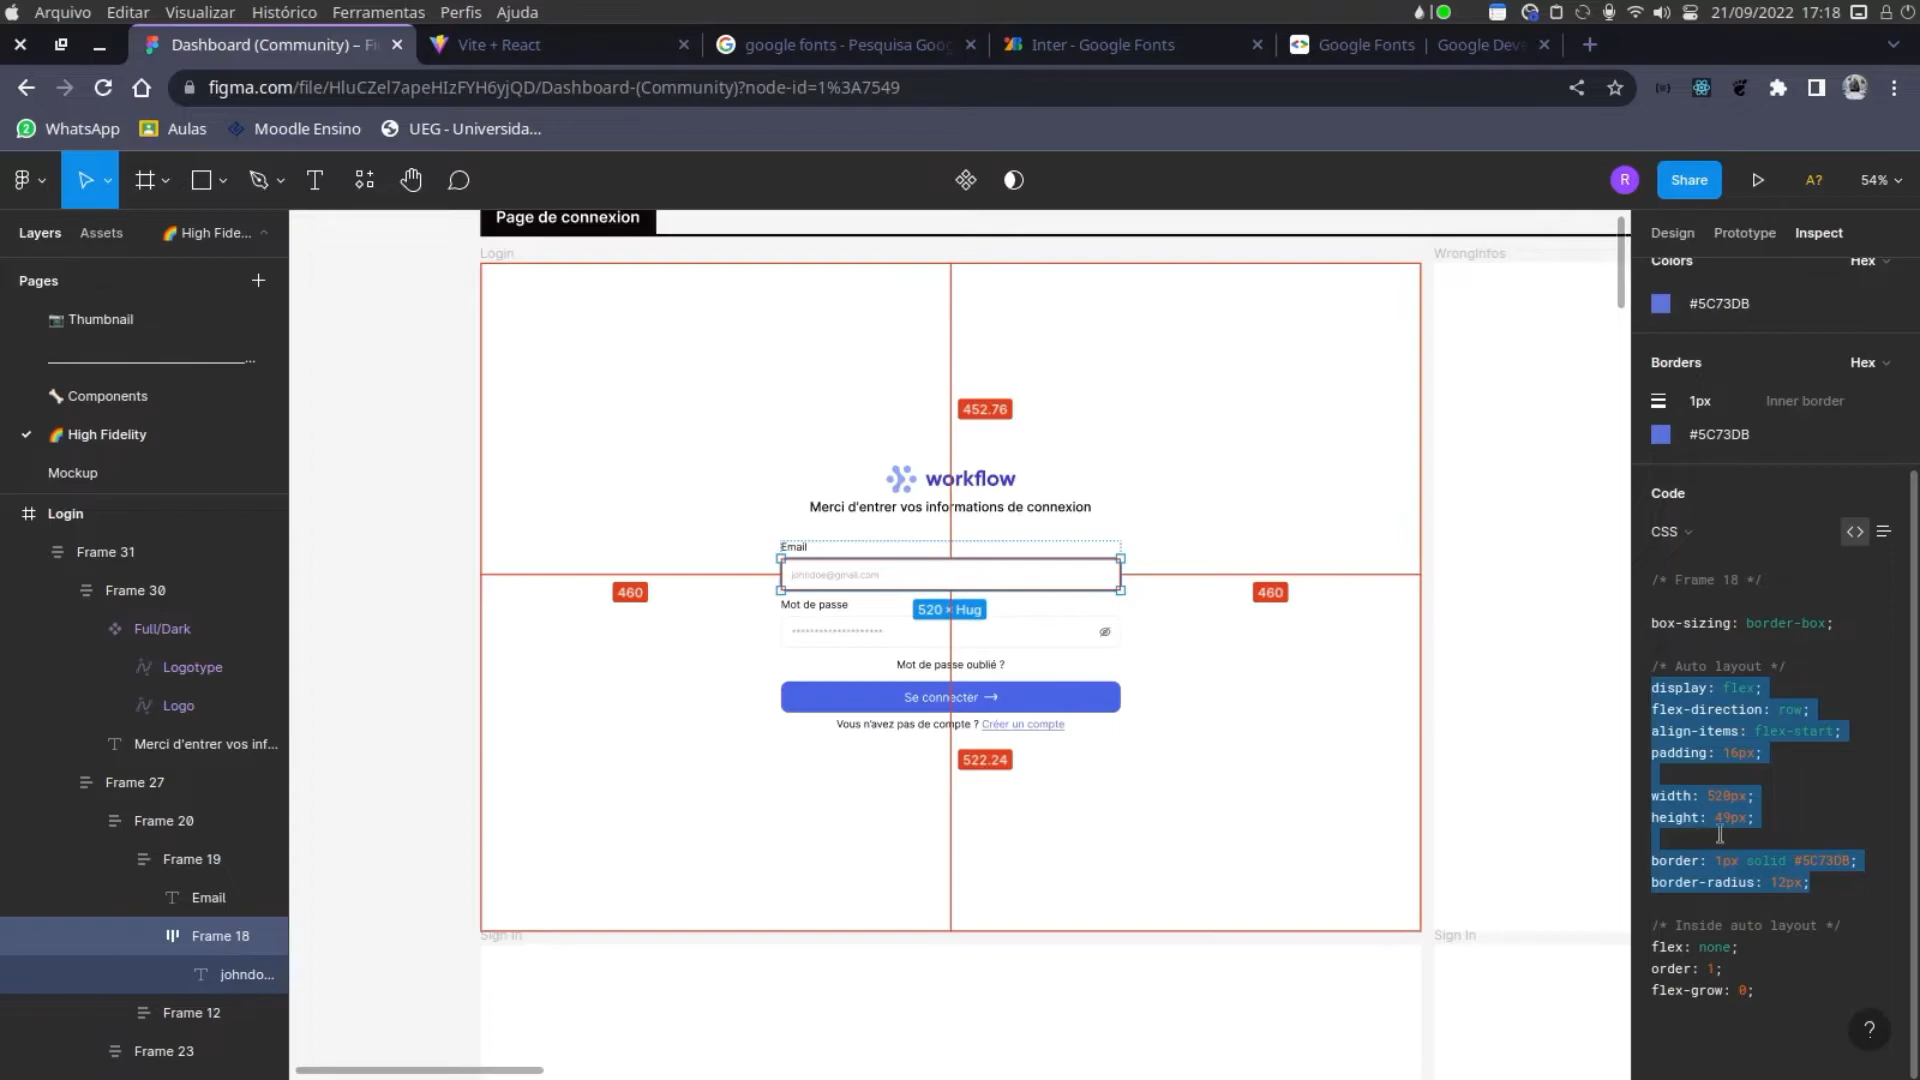 Arquivo Editar Visualizar Histórico Ferramentas Perfis Ajuda 21/09/2022 17:18
Dashboard (Community) – Fi Vite + React google fonts - Pesquisa Goog Inter - Google Fonts Google Fonts | Google Deve
figma.com/file/HluCZel7apeHIzFYH6yjQD/Dashboard-(Community)?node-id=1%3A7549
WhatsApp Aulas Moodle Ensino UEG - Universida...
R Share A? 54%
Layers Assets High Fide... Design Prototype Inspect
Pages
Thumbnail
Components
High Fidelity
Mockup
Login
Frame 31
Frame 30
Full/Dark
Logotype
Logo
Merci d'entrer vos inf...
Frame 27
Frame 20
Frame 19
Email
Frame 18
johndo...
Frame 12
Frame 23
Page de connexion
Login
WrongInfos
452.76
workflow
Merci d'entrer vos informations de connexion
Email
johndoe@gmail.com
460
460
Mot de passe
520 × Hug
********************
Mot de passe oublié ?
Se connecter
Vous n'avez pas de compte ? Créer un compte
522.24
Sign In
Sign In
Colors Hex
#5C73DB
Borders Hex
1px Inner border
#5C73DB
Code
CSS
/* Frame 18 */
box-sizing: border-box;
/* Auto layout */
display: flex;
flex-direction: row;
align-items: flex-start;
padding: 16px;
width: 520px;
height: 49px;
border: 1px solid #5C73DB;
border-radius: 12px;
/* Inside auto layout */
flex: none;
order: 1;
flex-grow: 0;
?